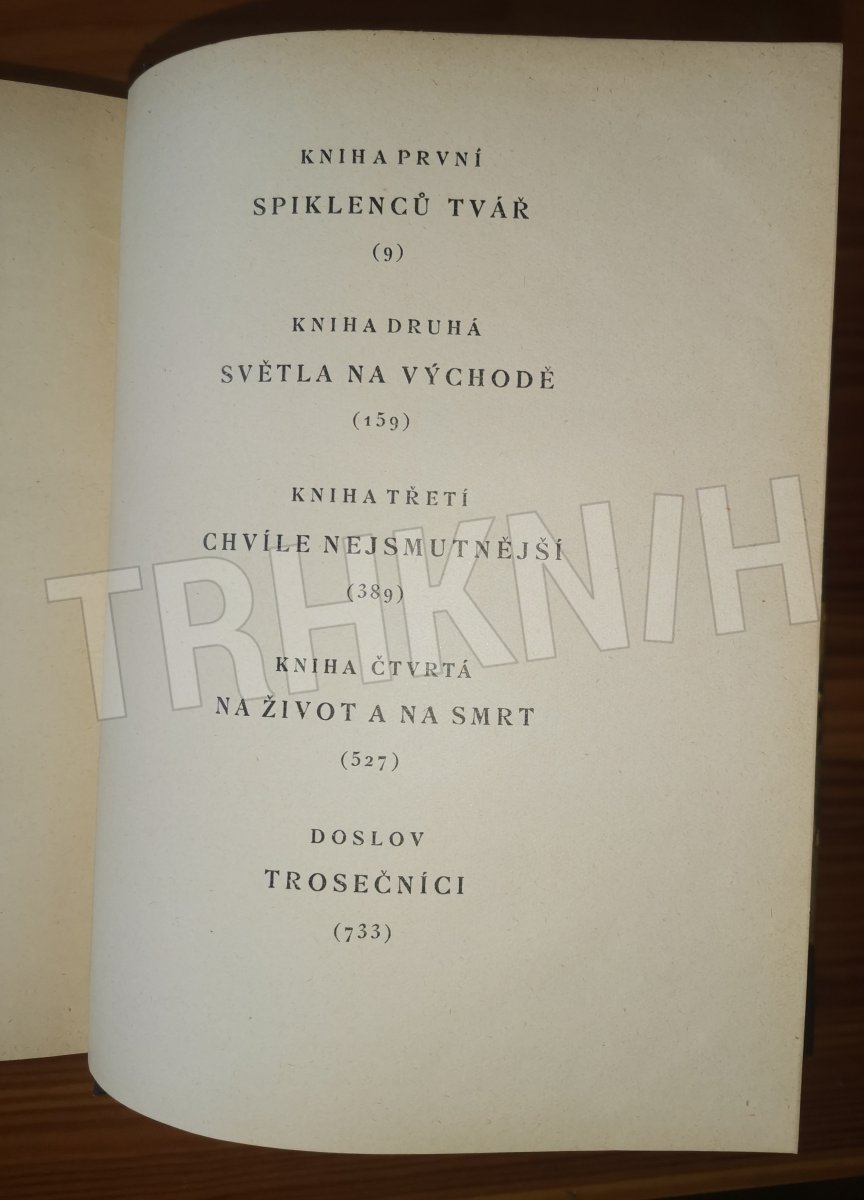 KNIHA PRVNÍ
SPIKLENCŮ TVÁŘ
(9)
KNIHA DRUHÁ
SVĚTLA NA VÝCHODĚ
(159)
KNIHA TŘETÍ
CHVÍLE NEJSMUTNĚJŠÍ
(389)
KNIHA ČTVRTÁ
NA ŽIVOT A NA SMRT
(527)
DOSLOV
TROSEČNÍCI
(733)
TRHKNIH